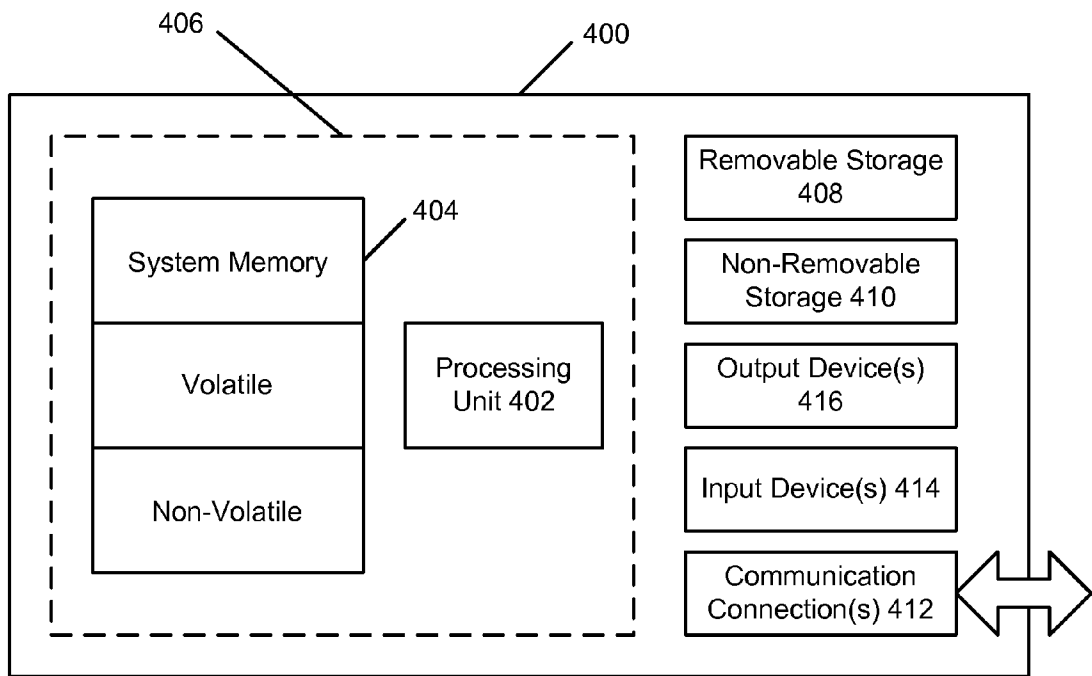 406
400
404
System Memory
Volatile
Non-Volatile
Processing
Unit 402
Removable Storage
408
Non-Removable
Storage 410
Output Device(s)
416
Input Device(s) 414
Communication
Connection(s) 412